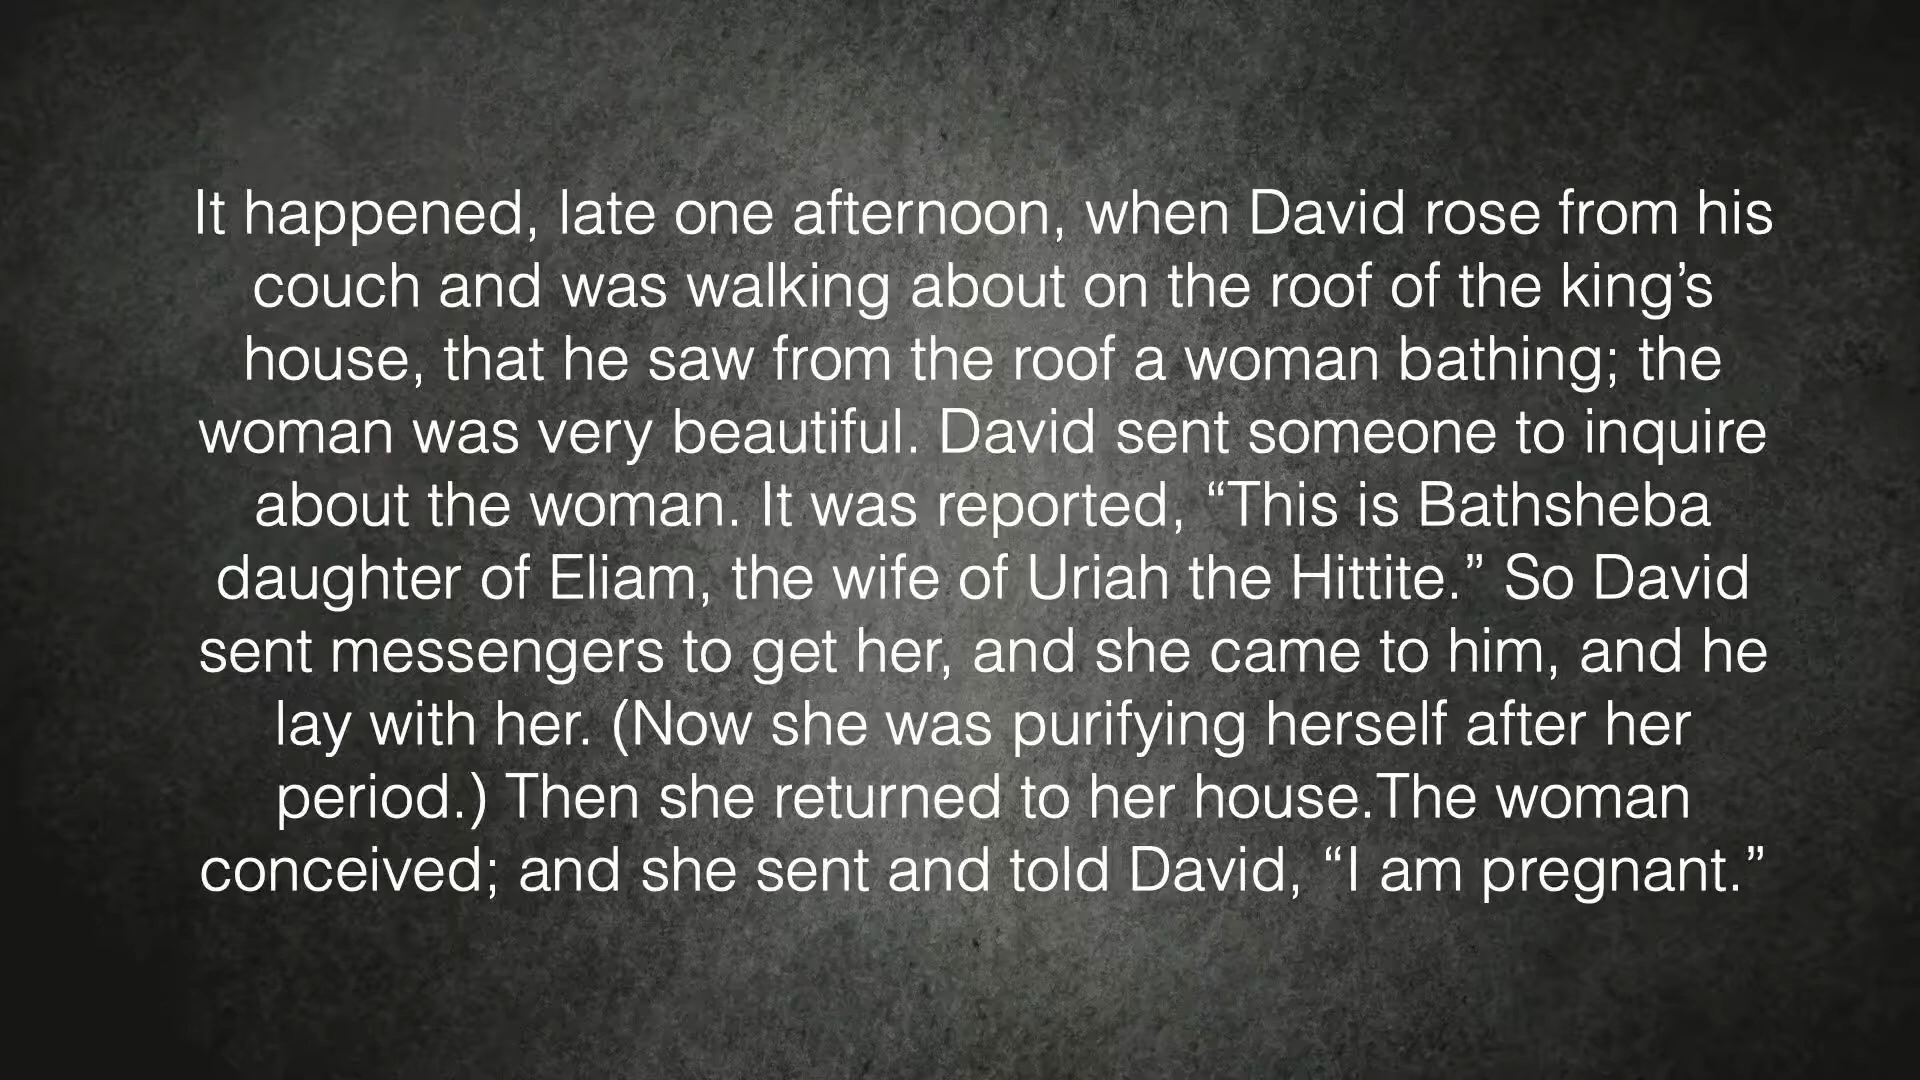 It happened, late one afternoon, when David rose from his
couch and was walking about on the roof of the king’s
house, that he saw from the roof a woman bathing; the
woman was very beautiful. David sent someone to inquire
about the woman. It was reported, “This is Bathsheba
daughter of Eliam, the wife of Uriah the Hittite.” So David
sent messengers to get her, and she came to him, and he
lay with her. (Now she was purifying herself after her
period.) Then she returned to her house.The woman
conceived; and she sent and told David, “I am pregnant.”